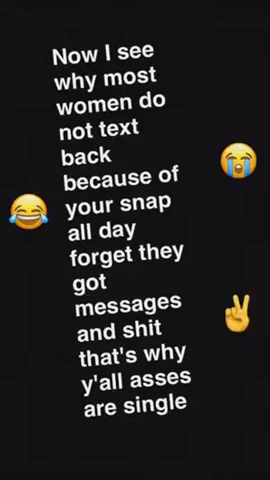 Now I see
why most
women do
not text
back
because of
your snap
all day
forget they
got
messages
and shit
that's why
y'all asses
are single